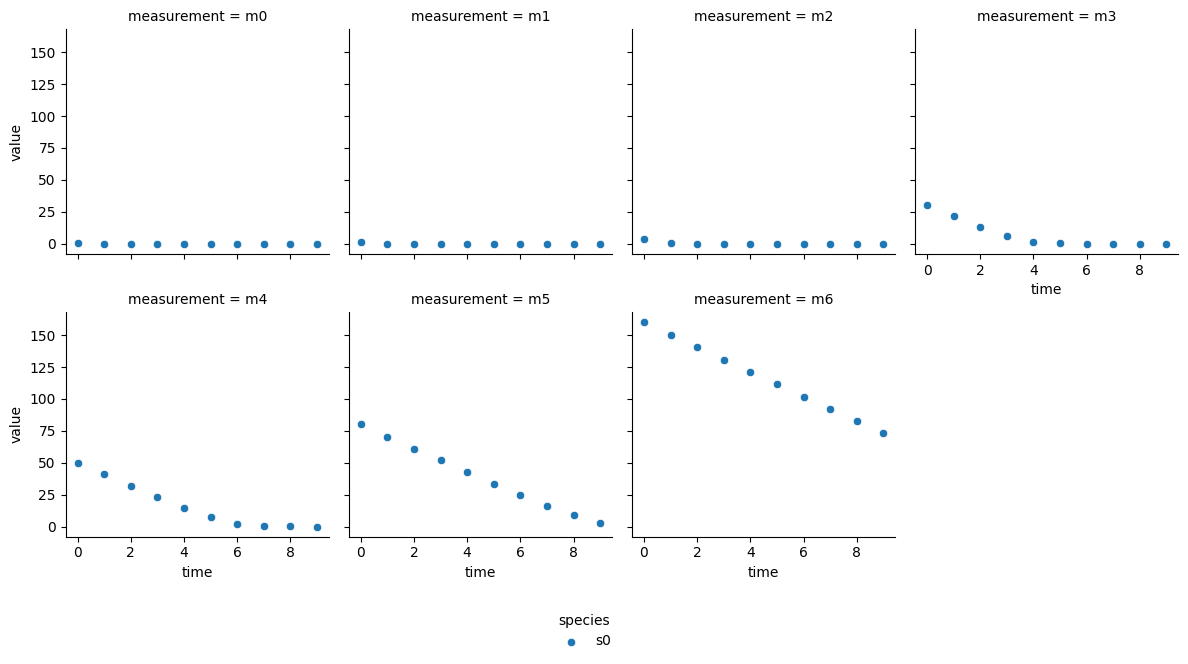 measurement = m0
measurement = m1
measurement = m2
measurement = m3
150
125
100
75
50
25
0
value
0 2 4 6 8
time
measurement = m4
measurement = m5
measurement = m6
150
125
100
75
50
25
0
value
0 2 4 6 8
0 2 4 6 8
0 2 4 6 8
time
time
time
species
s0